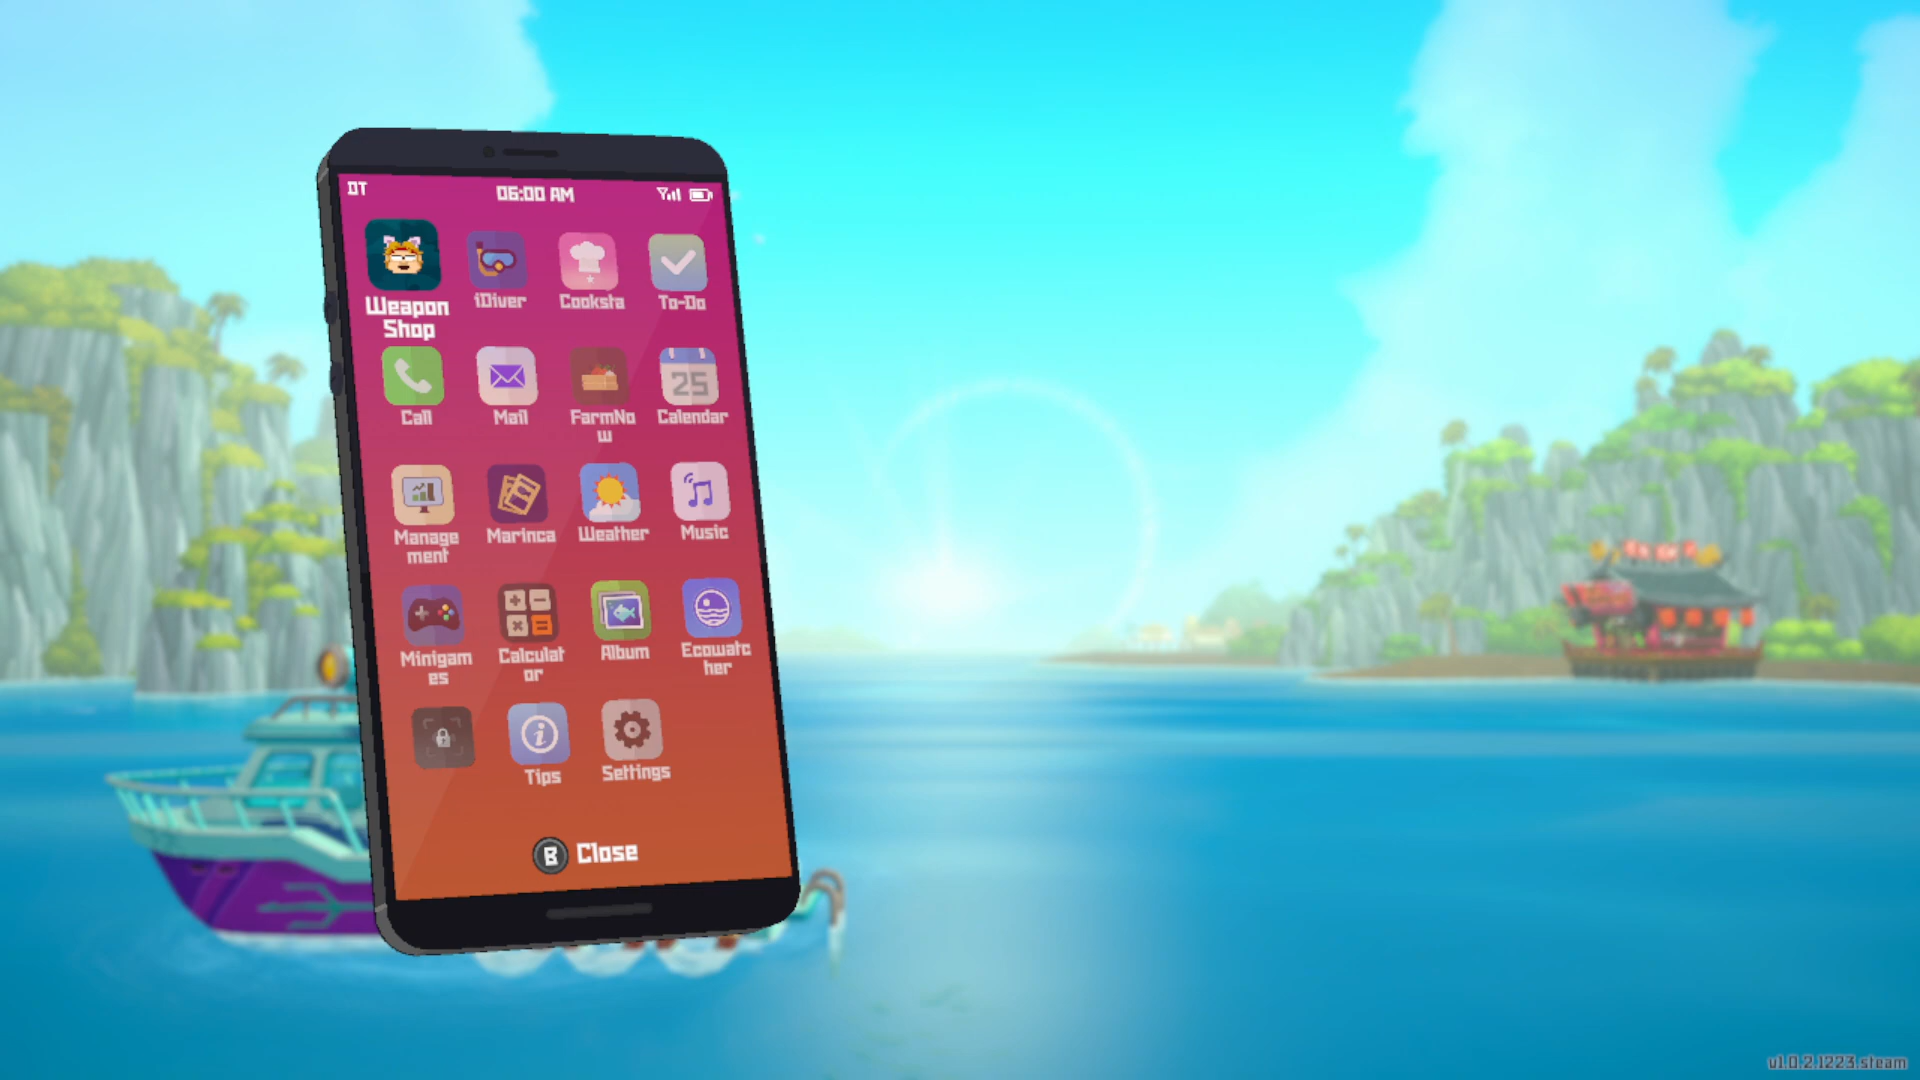 DT
06:00 AM
Weapon
Shop
iDiver
Cooksta
To-Do
Call
Mail
FarmNo
w
25
Calendar
Manage
ment
Marinca
Weather
Music
Minigam
es
Calculat
or
Album
Ecowatc
her
Tips
Settings
B Close
v1.0.2.1223.steam